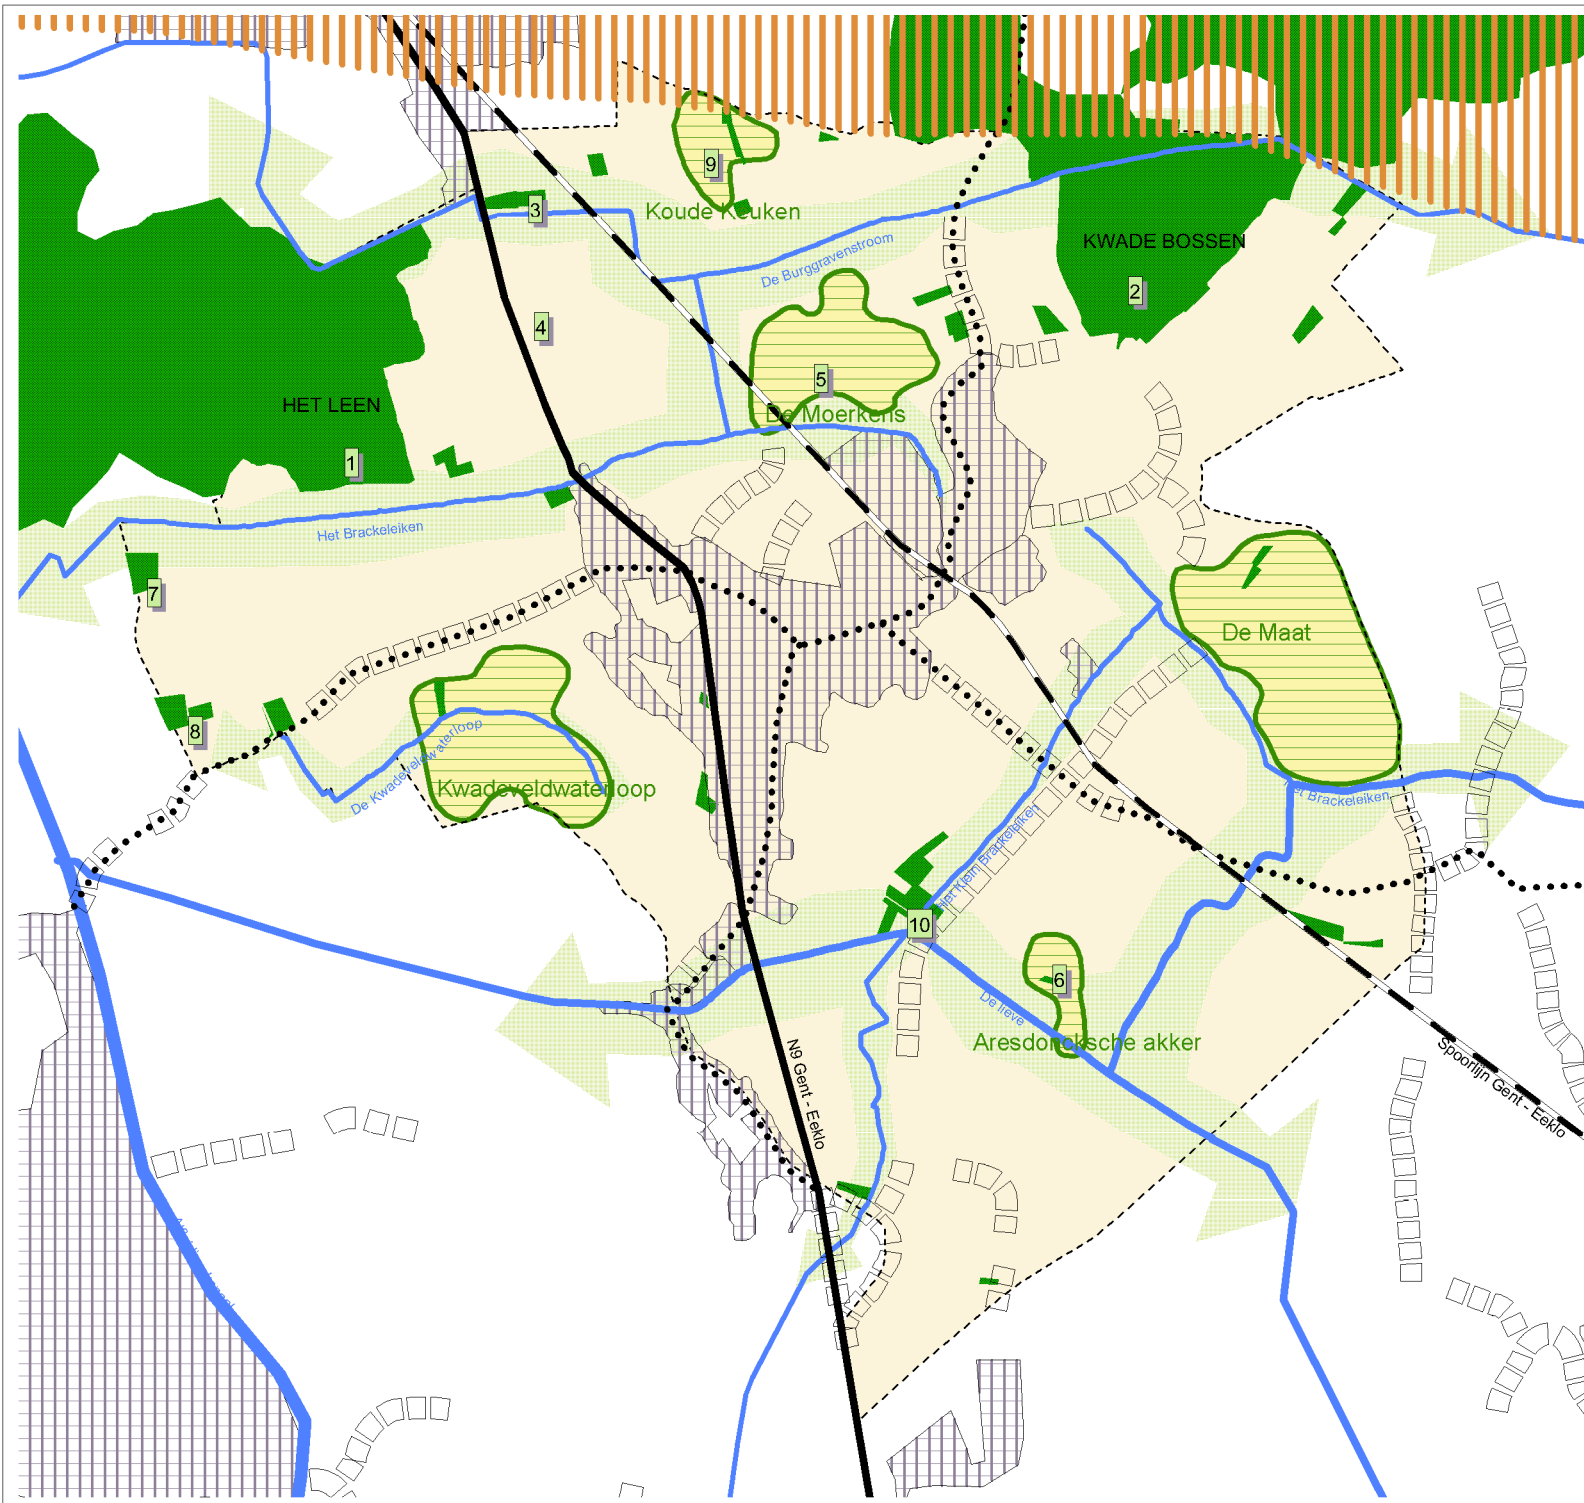 9
3
Koude Keuken
KWADE BOSSEN
De Burggravenstroom
2
4
5
HET LEEN
De Moerkens
1
Het Brackeleiken
7
De Maat
8
De Kwadeveldwaterloop
Kwadeveldwaterloop
Het Brackeleiken
Het Klein Brackeleiken
10
6
De lieve
Aresdoncksche akker
N9 Gent - Eeklo
Spoorlijn Gent - Eeklo